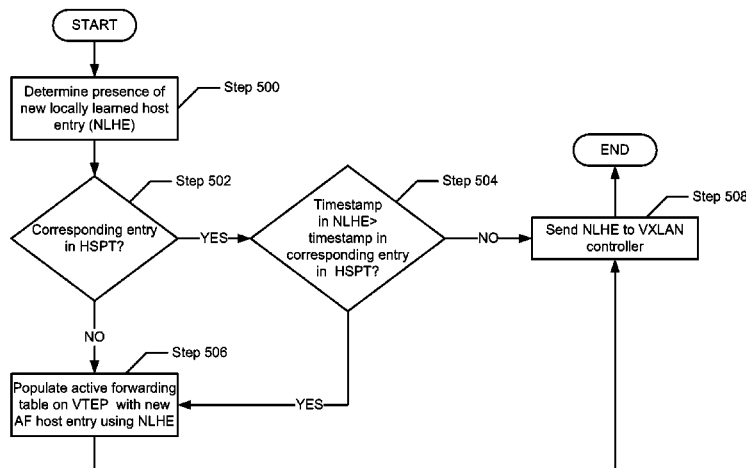 START
Determine presence of
new locally learned host
entry (NLHE)
Step 500
Corresponding entry
in HSPT?
Step 502
YES
Timestamp
in NLHE>
timestamp in
corresponding entry
in HSPT?
Step 504
NO
END
Send NLHE to VXLAN
controller
Step 508
NO
Populate active forwarding
table on VTEP with new
AF host entry using NLHE
Step 506
YES